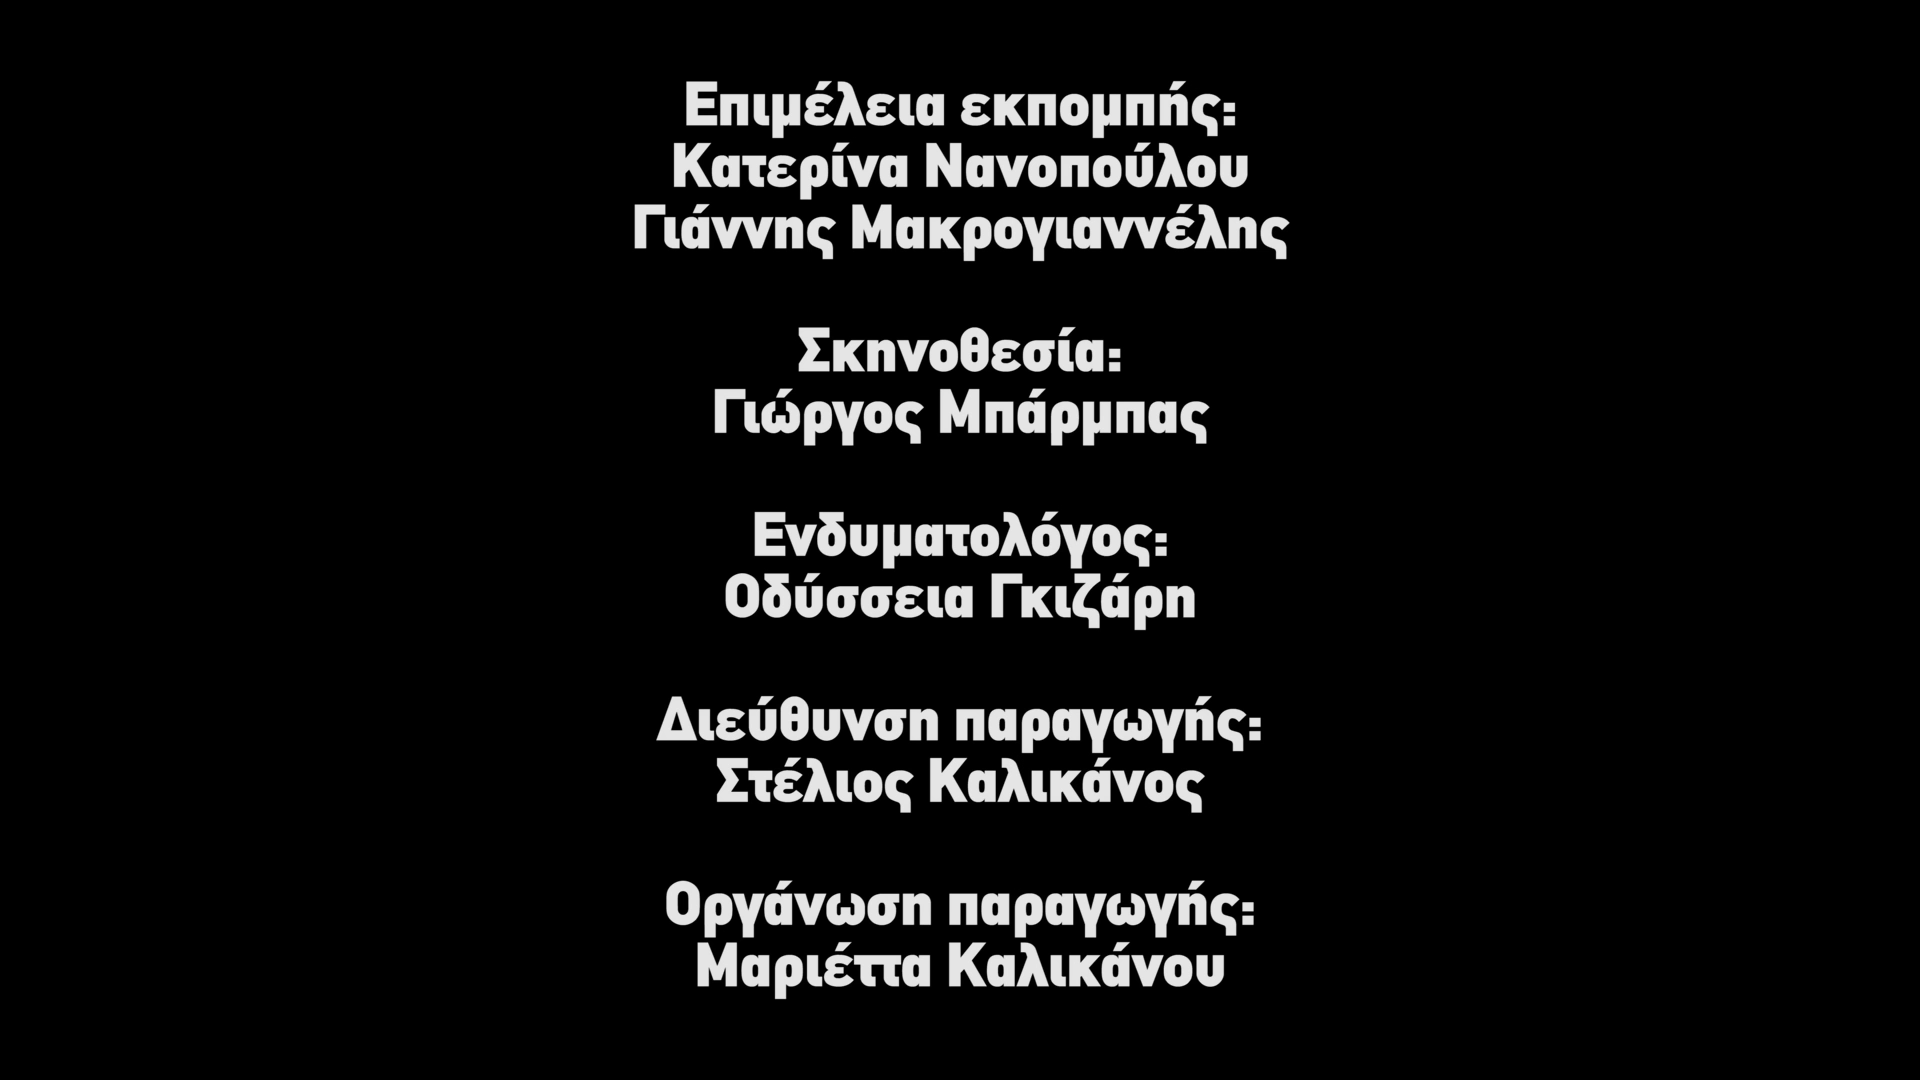 Επιμέλεια εκπομπής:
Κατερίνα Νανοπούλου
Γιάννης Μακρογιαννέλης
Σκηνοθεσία:
Γιώργος Μπάρμπας
Ενδυματολόγος:
Οδύσσεια Γκιζάρη
Διεύθυνση παραγωγής:
Στέλιος Καλικάνος
Οργάνωση παραγωγής:
Μαριέττα Καλικάνου